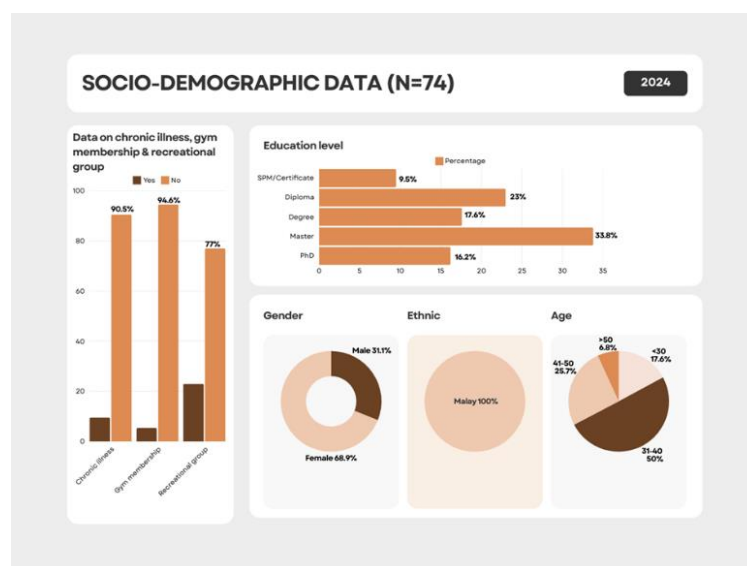 SOCIO-DEMOGRAPHIC DATA (N=74)
2024
Data on chronic illness, gym
membership & recreational
group
Yes No
100
80
60
40
20
0
90.5%
94.6%
77%
Chronic illness
Gym membership
Recreational group
Education level
Percentage
SPM/Certificate
9.5%
Diploma
23%
Degree
17.6%
Master
33.8%
PhD
16.2%
0 5 10 15 20 25 30 35
Gender
Male 31.1%
Female 68.9%
Ethnic
Malay 100%
Age
>50
6.8%
<30
17.6%
41-50
25.7%
31-40
50%